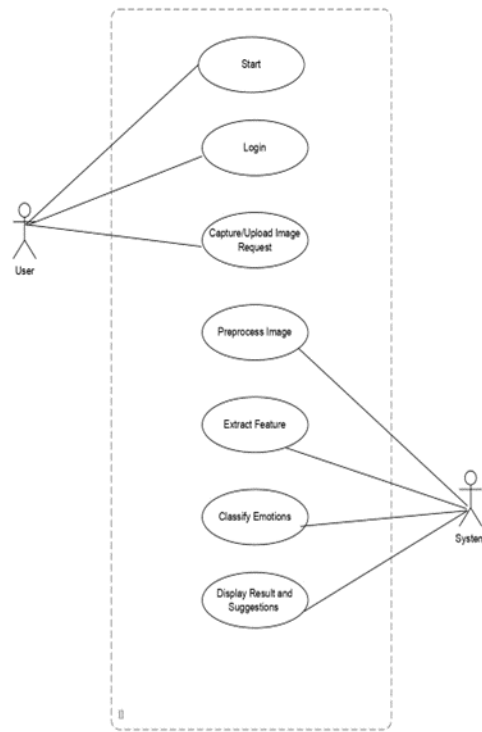 Start
Login
Capture/Upload Image
Request
User
Preprocess Image
Extract Feature
Classify Emotions
System
Display Result and
Suggestions